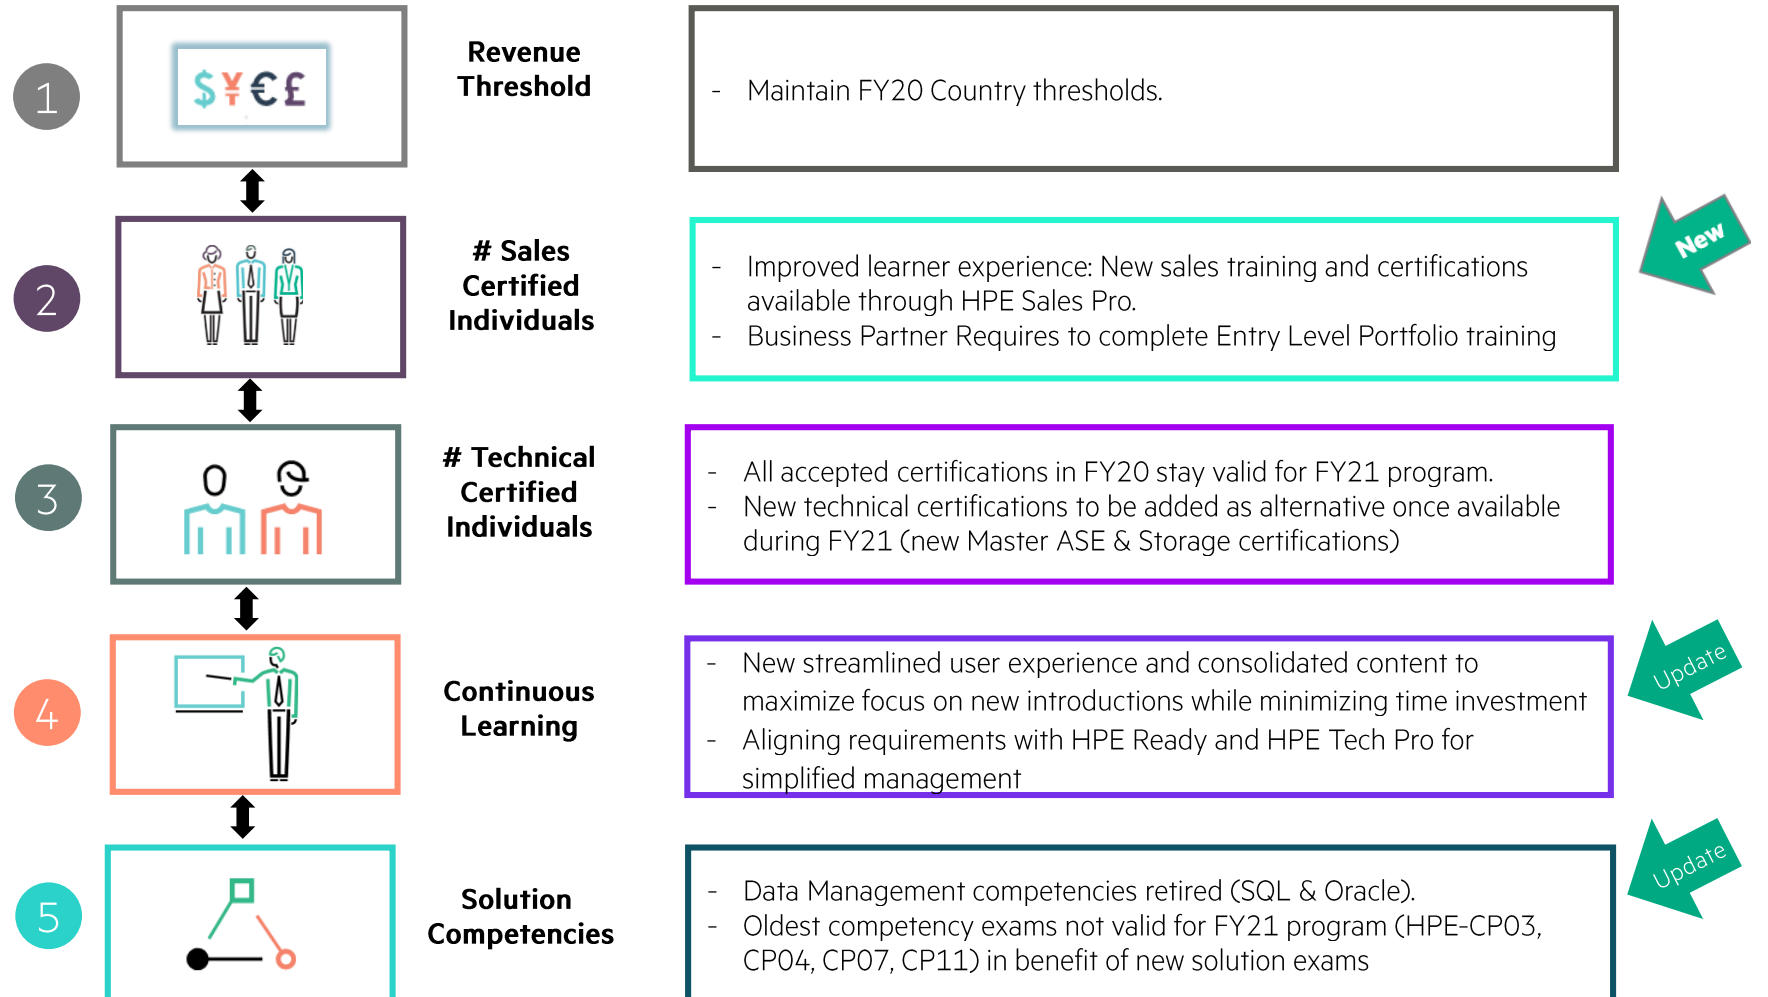 1
$ ¥ € £
Revenue
Threshold
- Maintain FY20 Country thresholds.
2
# Sales
Certified
Individuals
- Improved learner experience: New sales training and certifications
available through HPE Sales Pro.
- Business Partner Requires to complete Entry Level Portfolio training
New
3
# Technical
Certified
Individuals
- All accepted certifications in FY20 stay valid for FY21 program.
- New technical certifications to be added as alternative once available
during FY21 (new Master ASE & Storage certifications)
4
Continuous
Learning
- New streamlined user experience and consolidated content to
maximize focus on new introductions while minimizing time investment
- Aligning requirements with HPE Ready and HPE Tech Pro for
simplified management
Update
5
Solution
Competencies
- Data Management competencies retired (SQL & Oracle).
- Oldest competency exams not valid for FY21 program (HPE-CP03,
CP04, CP07, CP11) in benefit of new solution exams
Update